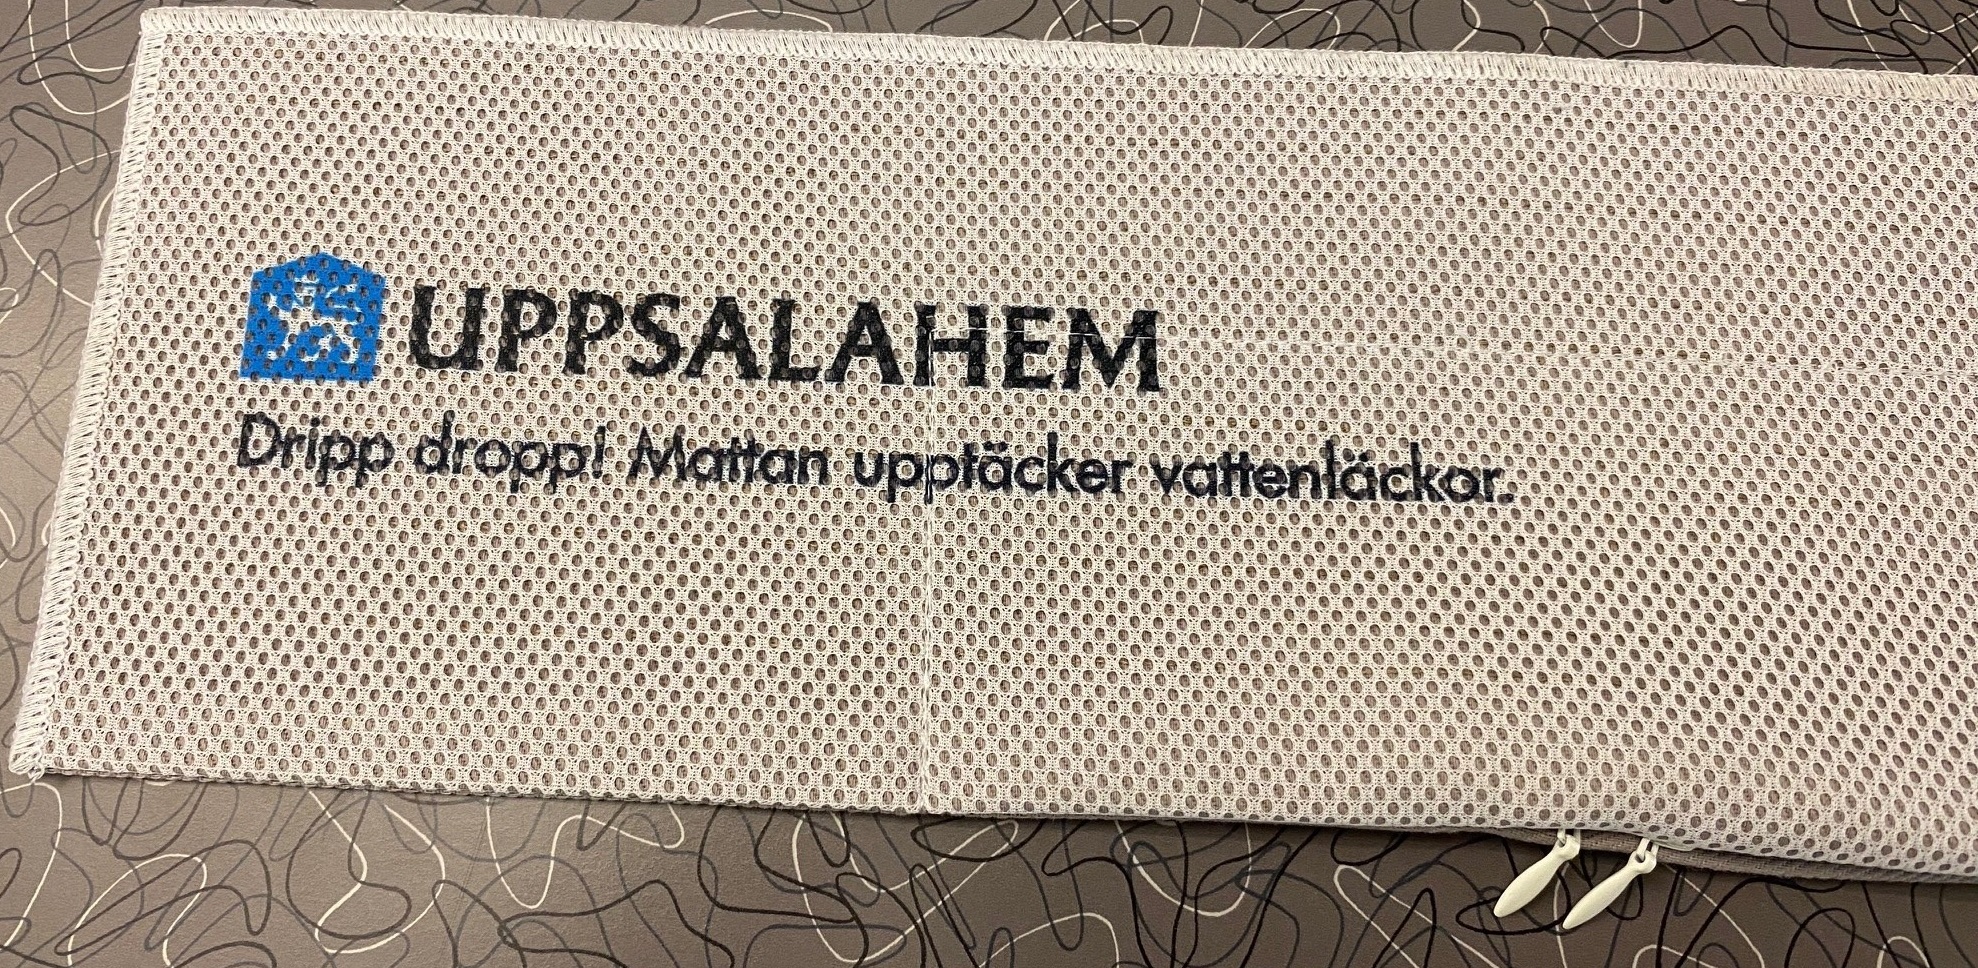 UPPSALAHEM
Dripp dropp! Mattan upptäcker vattenläckor.